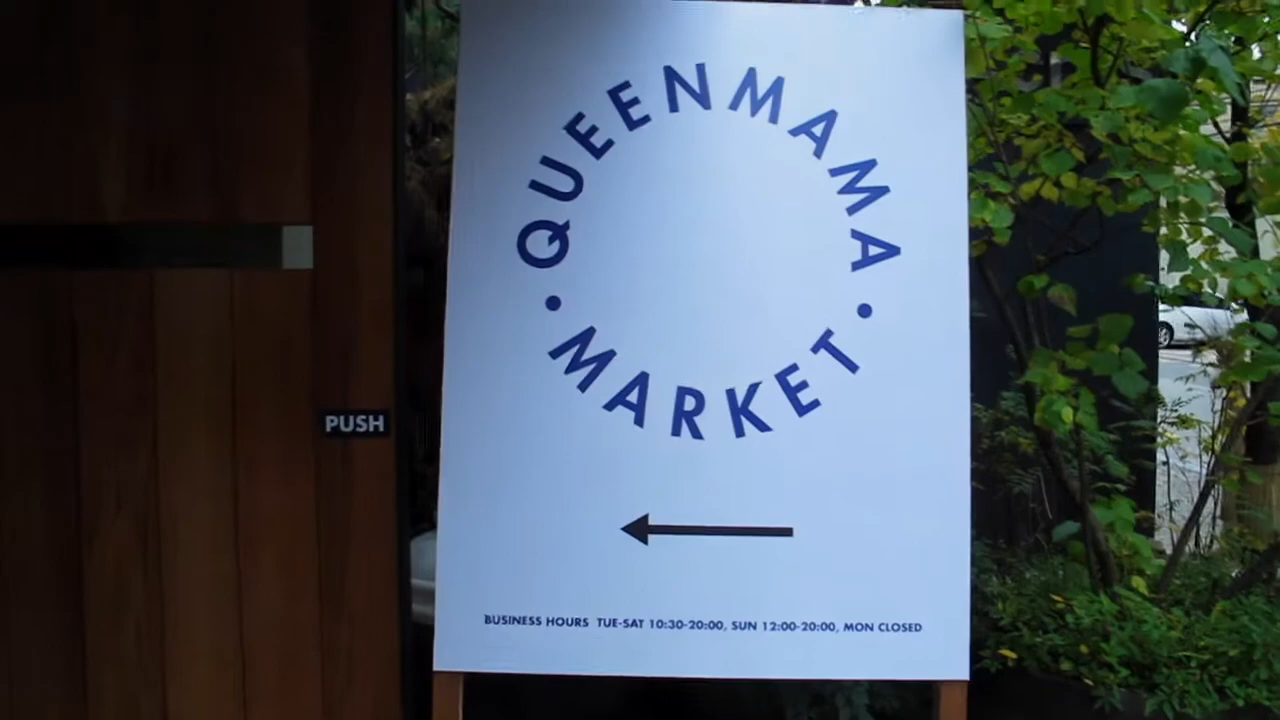 QUEENMAMA
• MARKET •
PUSH
BUSINESS HOURS TUE-SAT 10:30-20:00, SUN 12:00-20:00, MON CLOSED